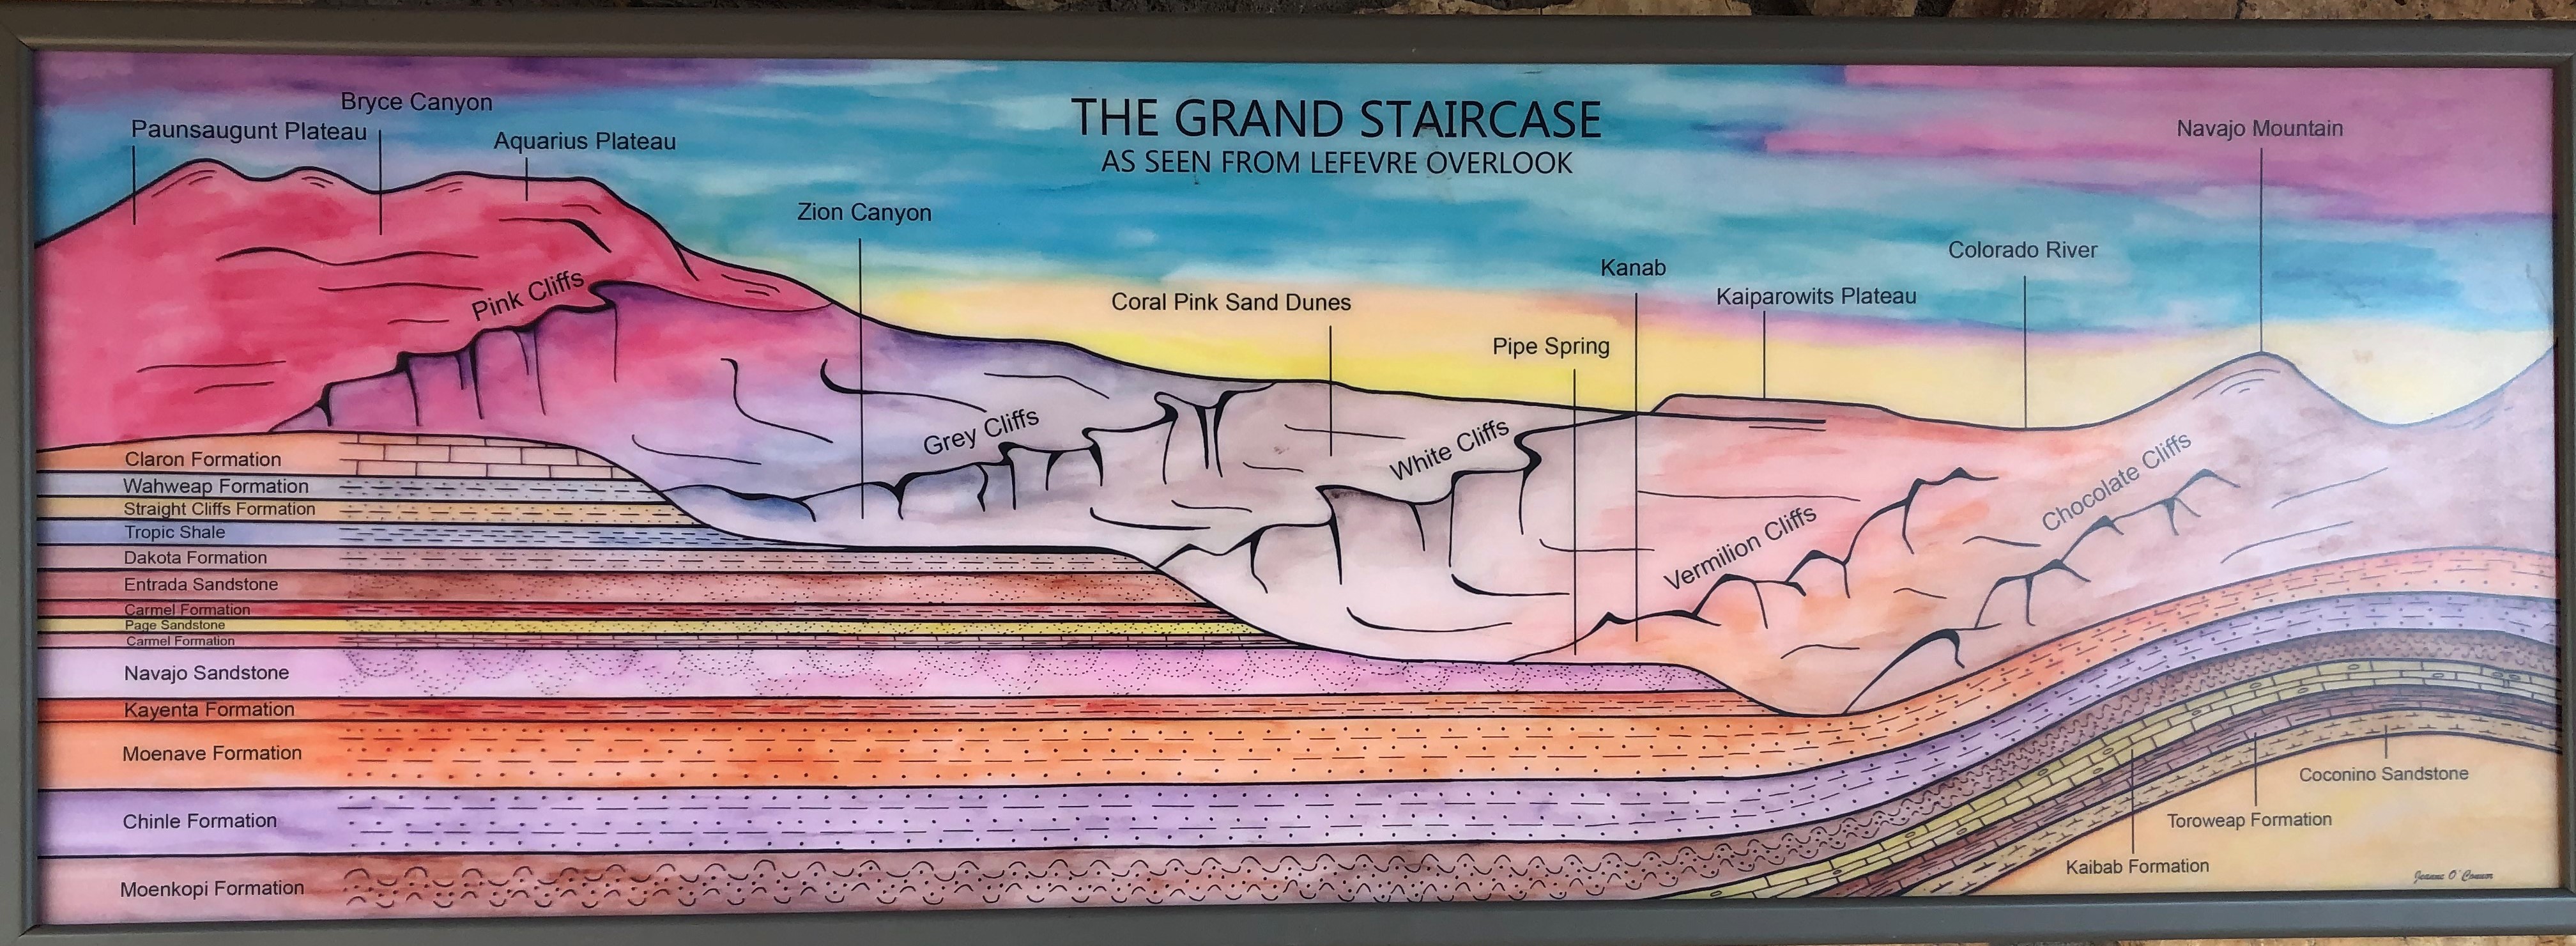 THE GRAND STAIRCASE
AS SEEN FROM LEFEVRE OVERLOOK
Bryce Canyon
Paunsaugunt Plateau
Aquarius Plateau
Navajo Mountain
Zion Canyon
Colorado River
Kanab
Coral Pink Sand Dunes
Kaiparowits Plateau
Pipe Spring
Pink Cliffs
Grey Cliffs
White Cliffs
Vermilion Cliffs
Chocolate Cliffs
Claron Formation
Wahweap Formation
Straight Cliffs Formation
Tropic Shale
Dakota Formation
Entrada Sandstone
Carmel Formation
Page Sandstone
Carmel Formation
Navajo Sandstone
Kayenta Formation
Moenave Formation
Chinle Formation
Moenkopi Formation
Coconino Sandstone
Toroweap Formation
Kaibab Formation
Jeanne O'Connor